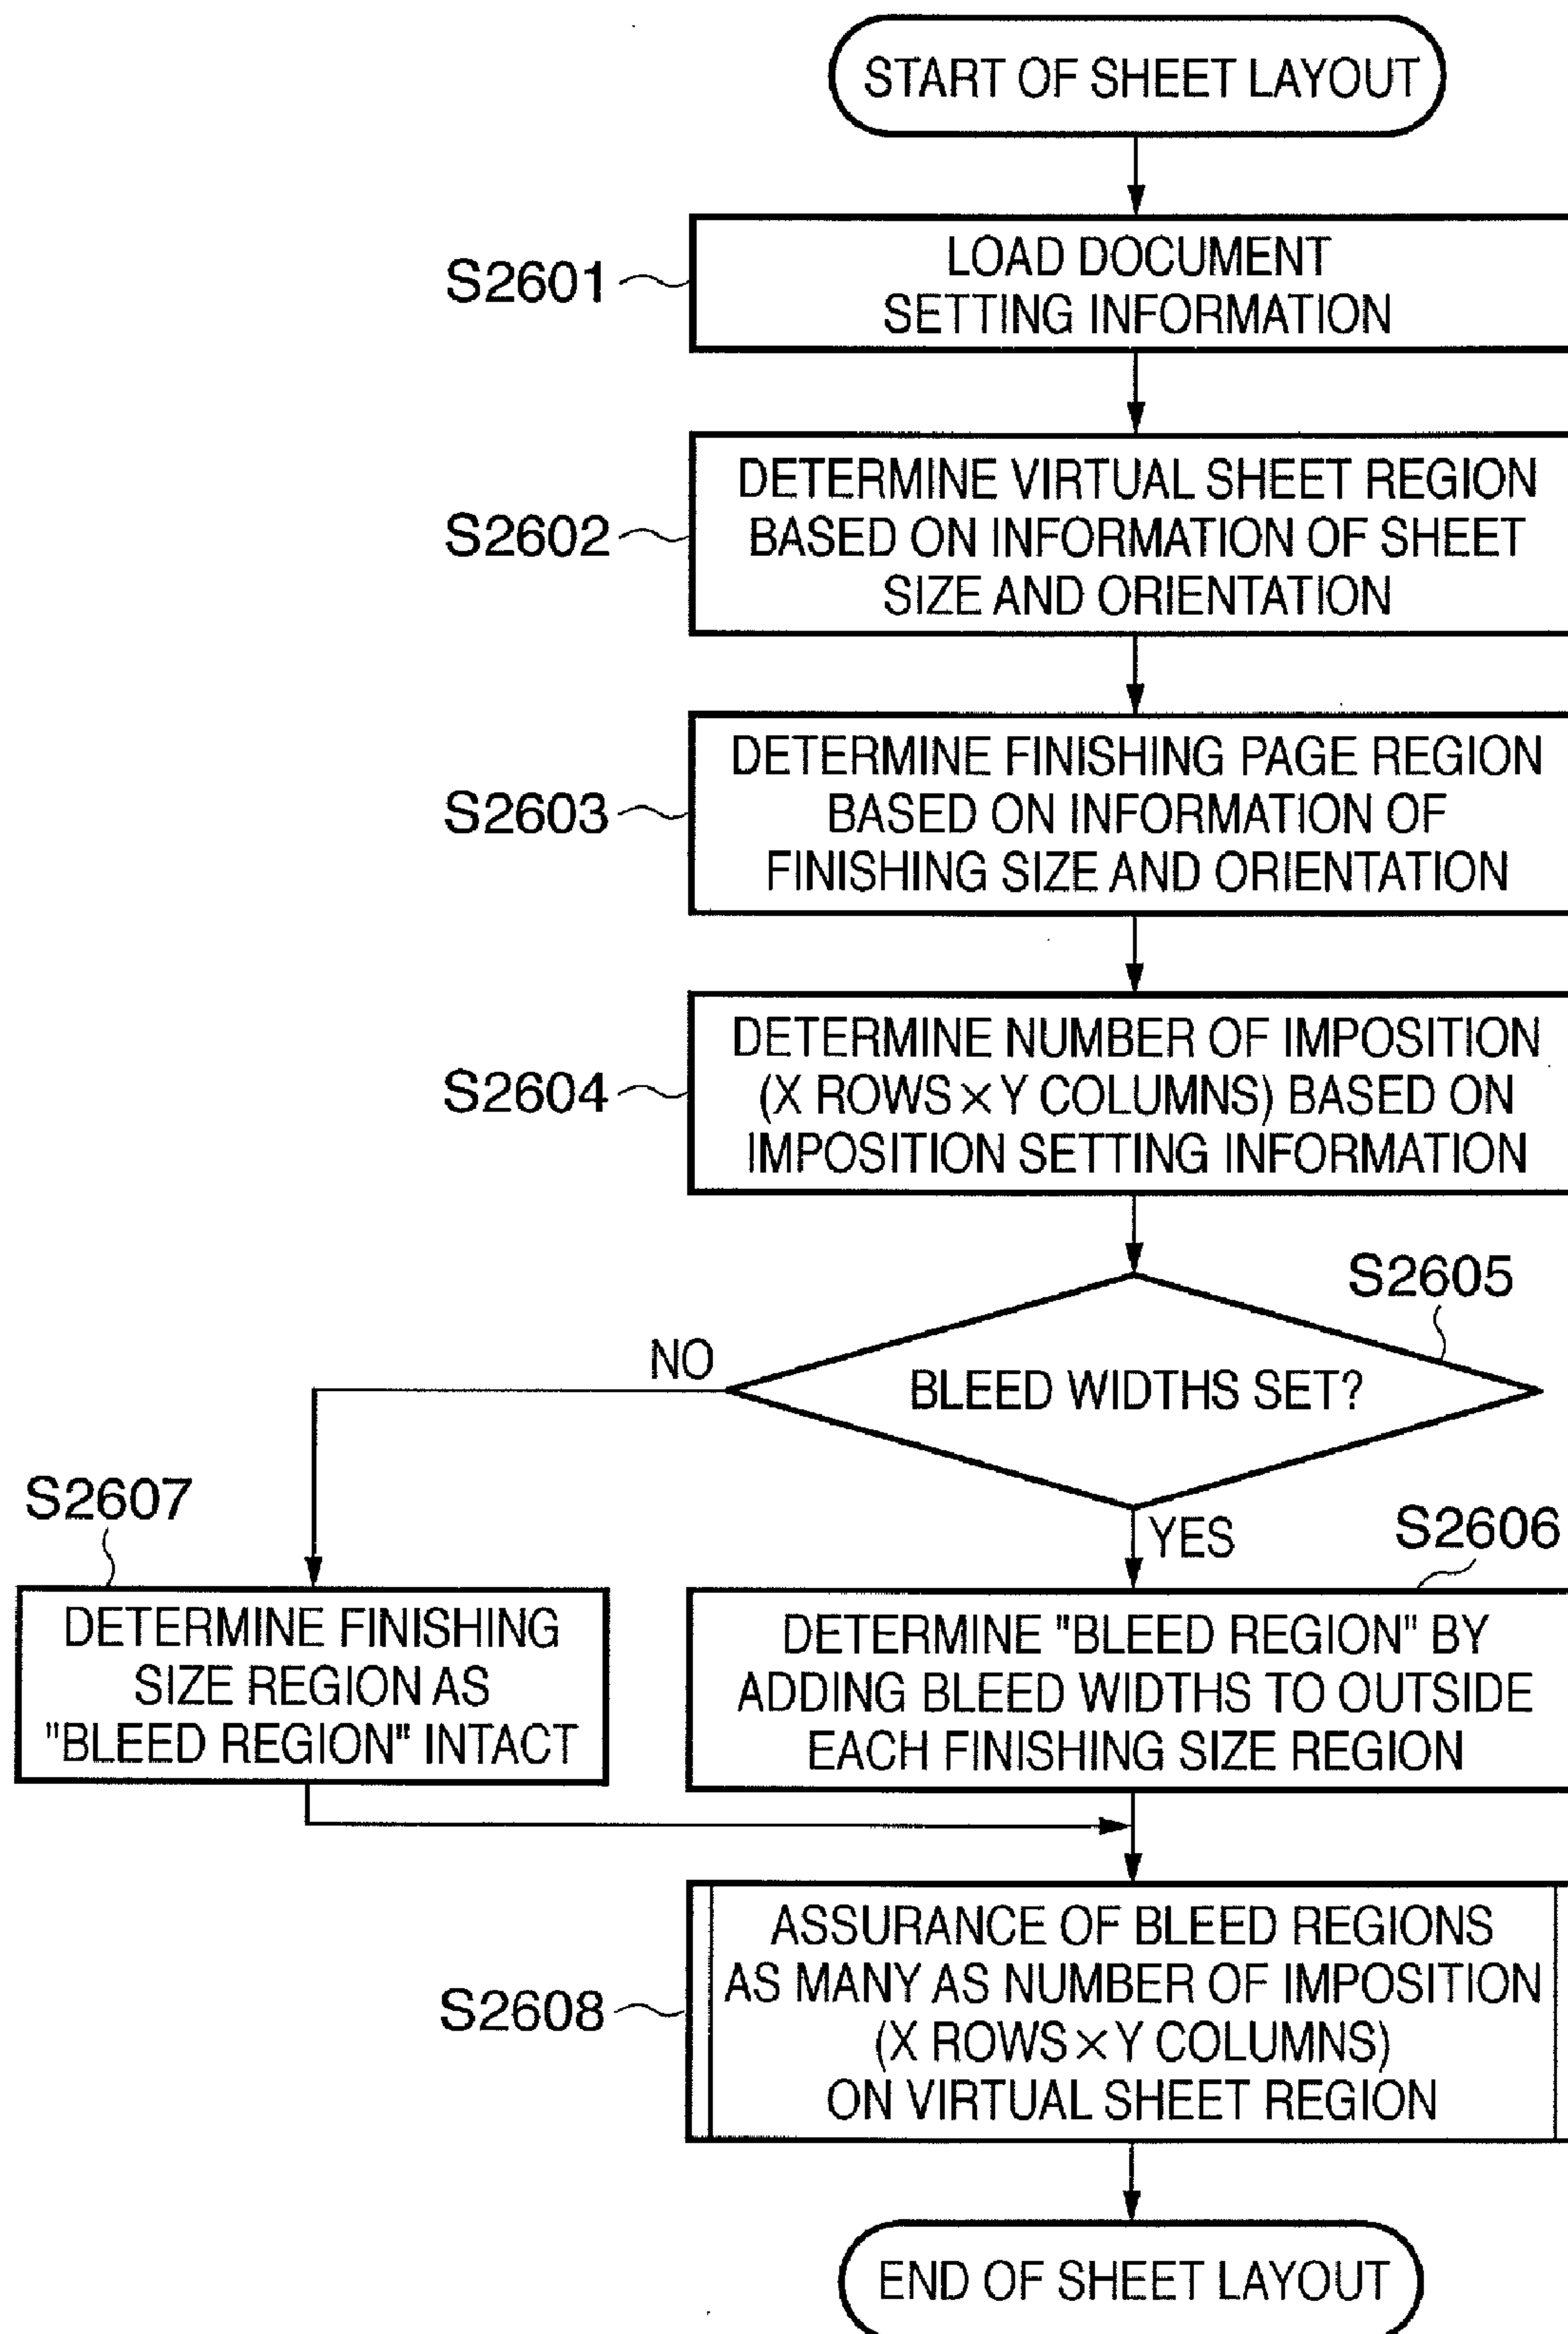 START OF SHEET LAYOUT
S2601
LOAD DOCUMENT
SETTING INFORMATION
S2602
DETERMINE VIRTUAL SHEET REGION
BASED ON INFORMATION OF SHEET
SIZE AND ORIENTATION
S2603
DETERMINE FINISHING PAGE REGION
BASED ON INFORMATION OF
FINISHING SIZE AND ORIENTATION
S2604
DETERMINE NUMBER OF IMPOSITION
(X ROWS×Y COLUMNS) BASED ON
IMPOSITION SETTING INFORMATION
S2605
NO
BLEED WIDTHS SET?
S2607
YES
S2606
DETERMINE FINISHING
SIZE REGION AS
"BLEED REGION" INTACT
DETERMINE "BLEED REGION" BY
ADDING BLEED WIDTHS TO OUTSIDE
EACH FINISHING SIZE REGION
S2608
ASSURANCE OF BLEED REGIONS
AS MANY AS NUMBER OF IMPOSITION
(X ROWS×Y COLUMNS)
ON VIRTUAL SHEET REGION
END OF SHEET LAYOUT